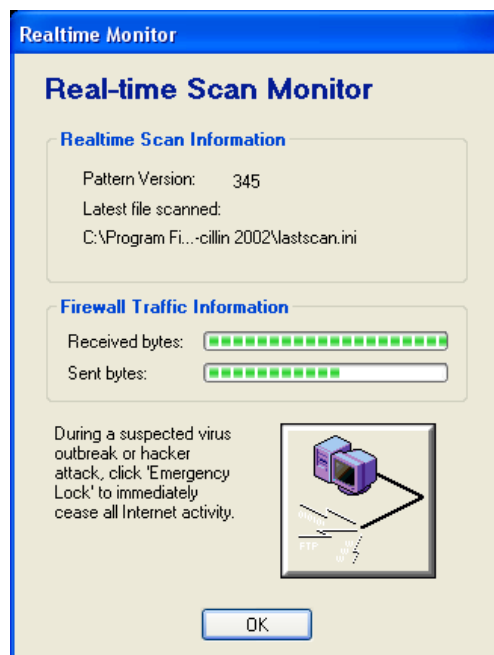 Realtime Monitor
Real-time Scan Monitor
Realtime Scan Information
Pattern Version: 345
Latest file scanned:
C:\Program Fi...-cillin 2002\lastscan.ini
Firewall Traffic Information
Received bytes:
Sent bytes:
During a suspected virus
outbreak or hacker
attack, click 'Emergency
Lock' to immediately
cease all Internet activity.
FTP
OK